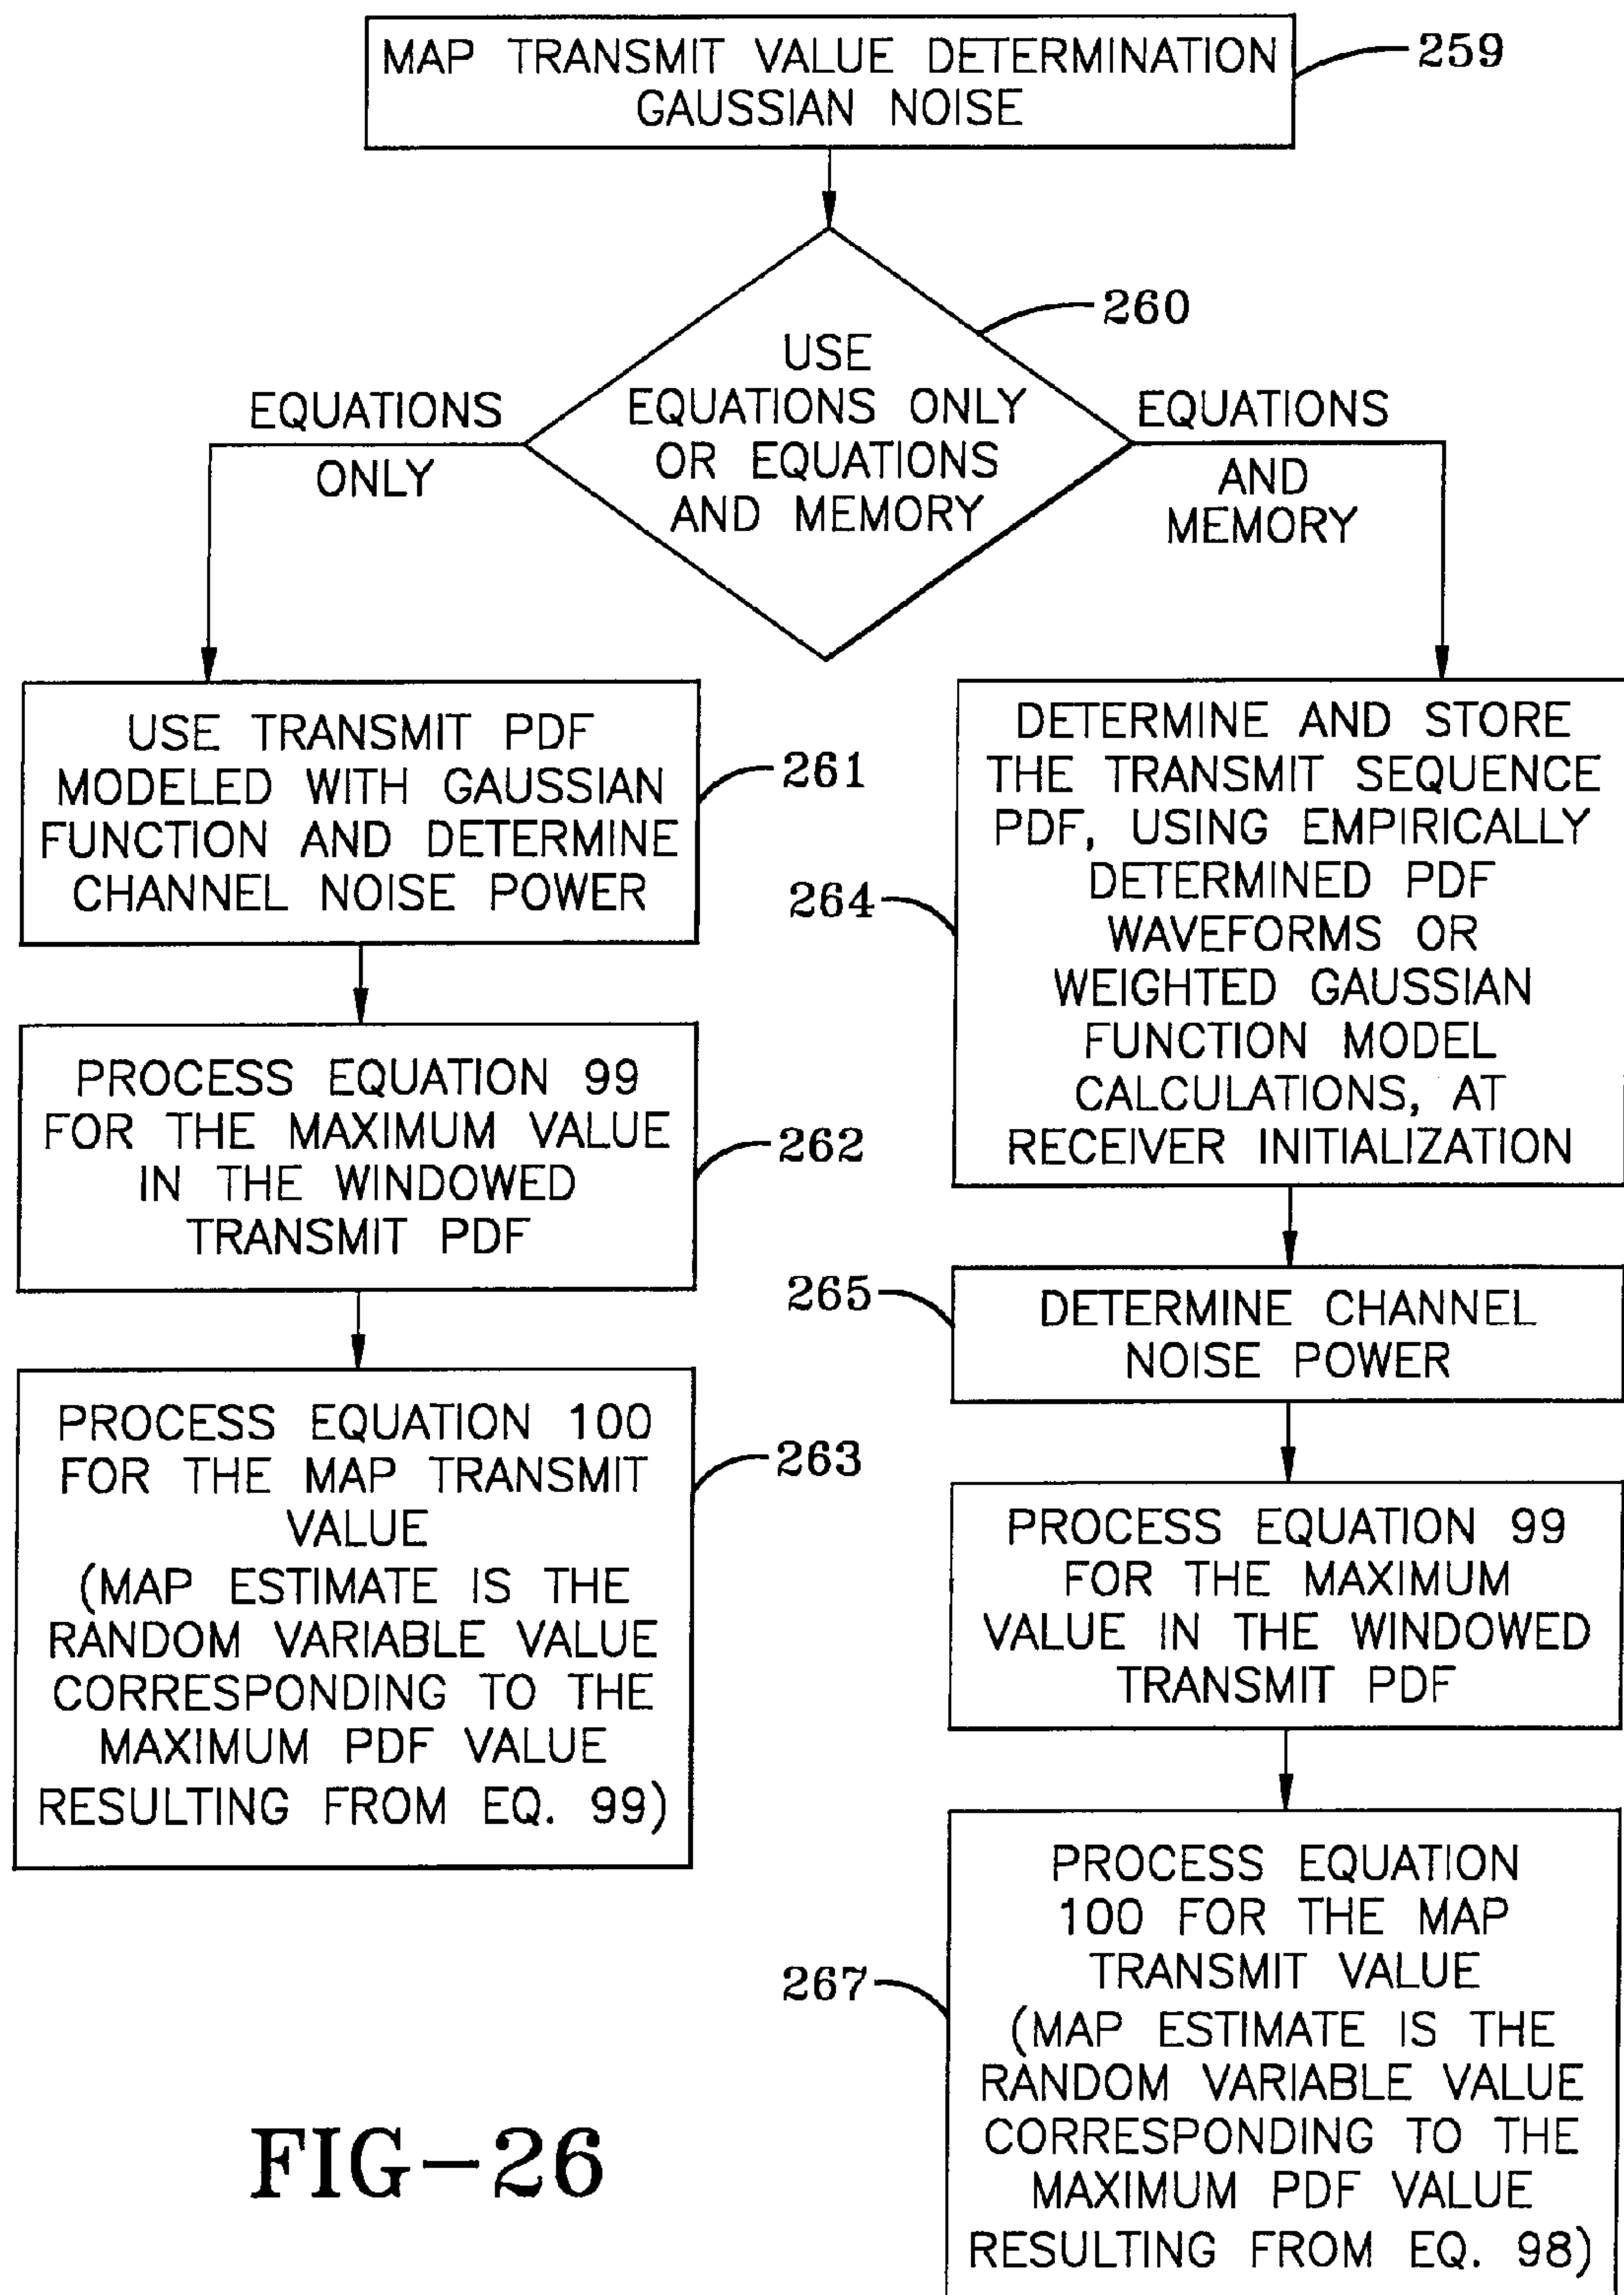 MAP TRANSMIT VALUE DETERMINATION
GAUSSIAN NOISE
259
260
USE
EQUATIONS ONLY
OR EQUATIONS
AND MEMORY
EQUATIONS
ONLY
EQUATIONS
AND
MEMORY
USE TRANSMIT PDF
MODELED WITH GAUSSIAN
FUNCTION AND DETERMINE
CHANNEL NOISE POWER
261
PROCESS EQUATION 99
FOR THE MAXIMUM VALUE
IN THE WINDOWED
TRANSMIT PDF
262
PROCESS EQUATION 100
FOR THE MAP TRANSMIT
VALUE
(MAP ESTIMATE IS THE
RANDOM VARIABLE VALUE
CORRESPONDING TO THE
MAXIMUM PDF VALUE
RESULTING FROM EQ. 99)
263
DETERMINE AND STORE
THE TRANSMIT SEQUENCE
PDF, USING EMPIRICALLY
DETERMINED PDF
WAVEFORMS OR
WEIGHTED GAUSSIAN
FUNCTION MODEL
CALCULATIONS, AT
RECEIVER INITIALIZATION
264
265
DETERMINE CHANNEL
NOISE POWER
PROCESS EQUATION 99
FOR THE MAXIMUM
VALUE IN THE WINDOWED
TRANSMIT PDF
267
PROCESS EQUATION
100 FOR THE MAP
TRANSMIT VALUE
(MAP ESTIMATE IS THE
RANDOM VARIABLE VALUE
CORRESPONDING TO THE
MAXIMUM PDF VALUE
RESULTING FROM EQ. 98)
FIG-26